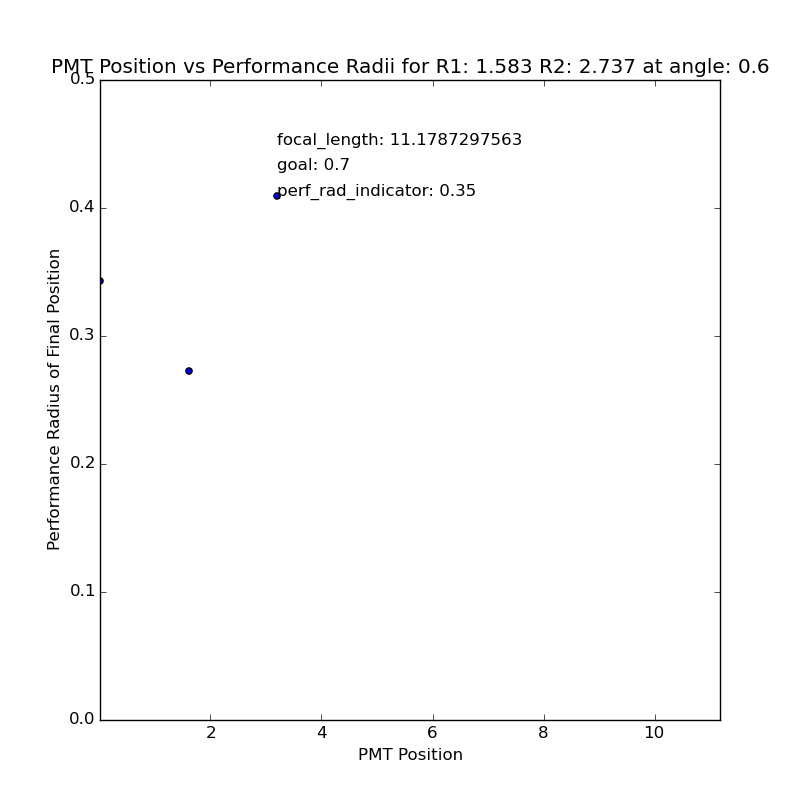 PMT Position vs Performance Radii for R1: 1.583 R2: 2.737 at angle: 0.6
0.5
focal_length: 11.1787297563
goal: 0.7
perf_rad_indicator: 0.35
0.4
0.3
0.2
0.1
0.0
Performance Radius of Final Position
2 4 6 8 10
PMT Position